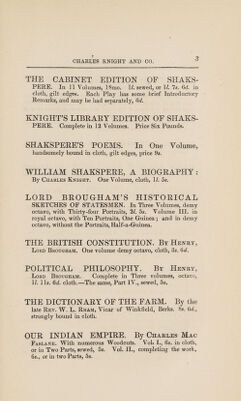 CHARLES KNIGHT AND CO. 3
THE CABINET EDITION OF SHAKS-
PERE. In 11 Volumes, 18mo. 1l. sewed, or 1l. 7s. 6d. in
cloth, gilt edges. Each Play has some brief Introductory
Remarks, and may be had separately, 6d.
KNIGHT'S LIBRARY EDITION OF SHAKS-
PERE. Complete in 12 Volumes. Price Six Pounds.
SHAKSPERE'S POEMS. In One Volume,
handsomely bound in cloth, gilt edges, price 9s.
WILLIAM SHAKSPERE, A BIOGRAPHY:
By CHARLES KNIGHT. One Volume, cloth, 1l. 5s.
LORD BROUGHAM'S HISTORICAL
SKETCHES OF STATESMEN. In Three Volumes, demy
octavo, with Thirty-four Portraits, 2l. 5s. Volume III. in
royal octavo, with Ten Portraits, One Guinea; and in demy
octavo, without the Portraits, Half-a-Guinea.
THE BRITISH CONSTITUTION. By HENRY,
LORD BROUGHAM. One volume demy octavo, cloth, 8s. 6d.
POLITICAL PHILOSOPHY. By HENRY,
LORD BROUGHAM. Complete in Three volumes, octavo,
1l. 11s. 6d. cloth.—The same, Part IV., sewed, 5s.
THE DICTIONARY OF THE FARM. By the
late REV. W. L. RHAM, Vicar of Winkfield, Berks. 8s. 6d.,
strongly bound in cloth.
OUR INDIAN EMPIRE. By CHARLES MAC
FARLANE. With numerous Woodcuts. Vol. I., 6s. in cloth,
or in Two Parts, sewed, 5s. Vol. II., completing the work,
6s., or in two Parts, 5s.